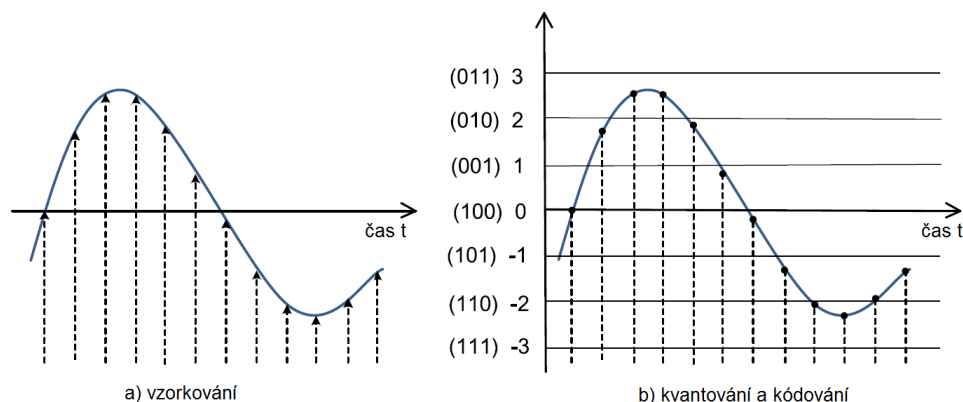 čas t
a) vzorkování
(011) 3
(010) 2
(001) 1
(100) 0
čas t
(101) -1
(110) -2
(111) -3
b) kvantování a kódování